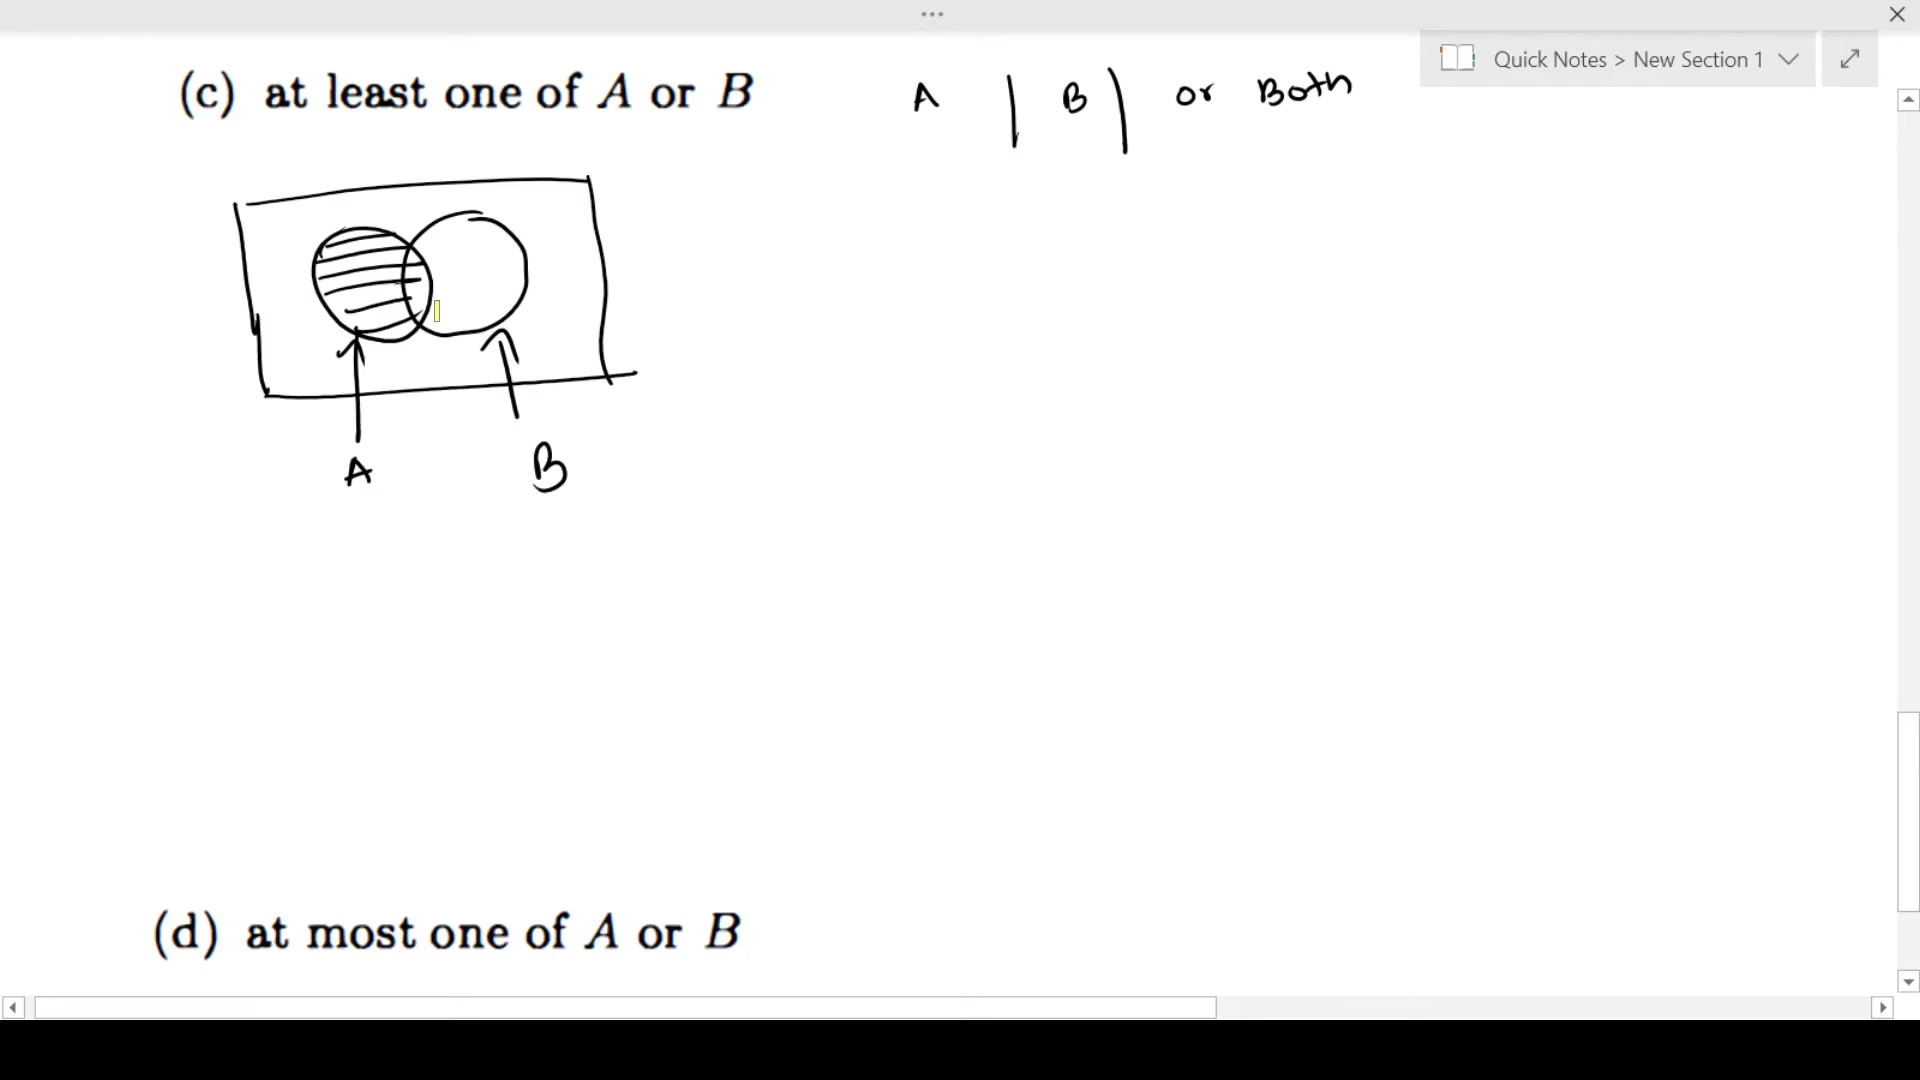 ...
Quick Notes > New Section 1
(c) at least one of A or B
A | B | or Both
A B
(d) at most one of A or B